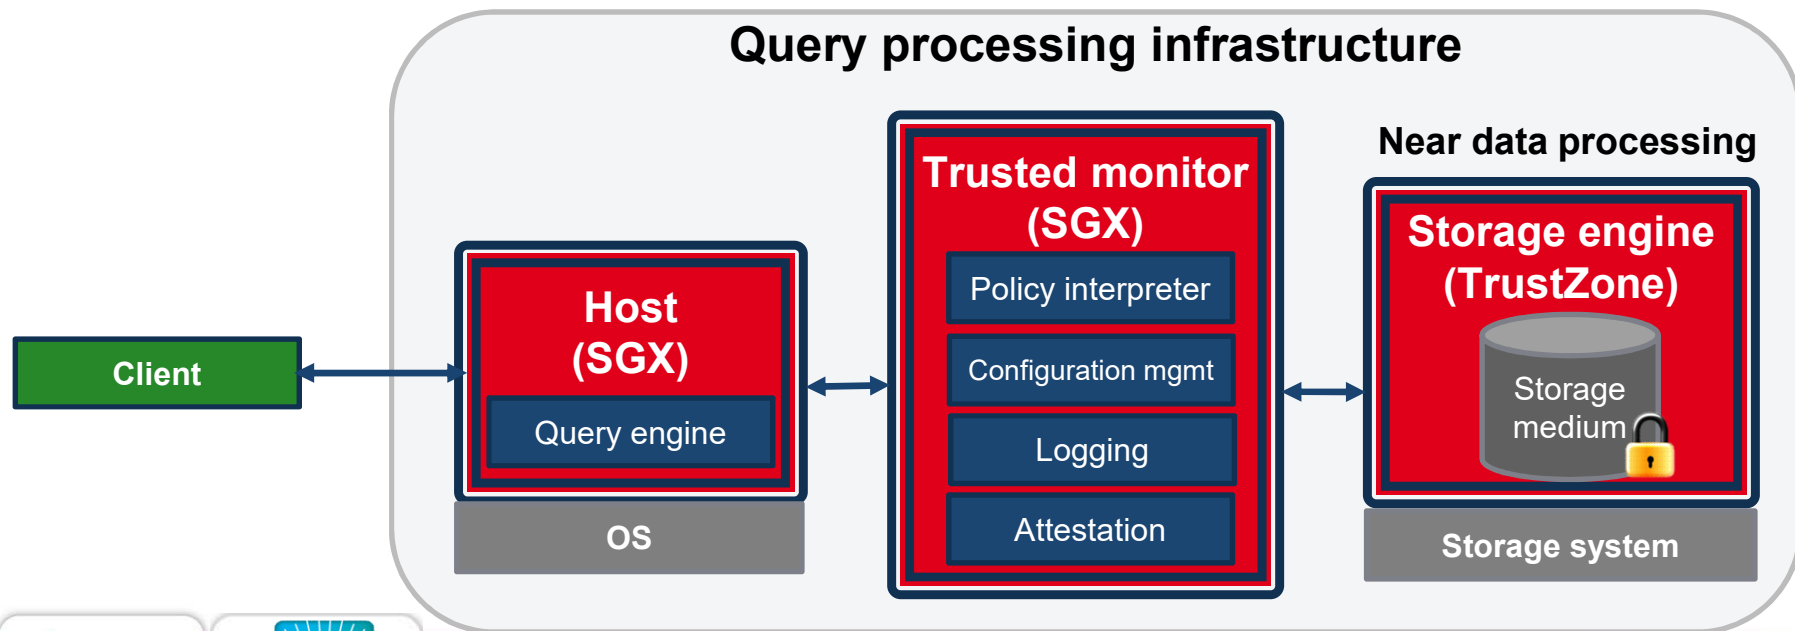 Query processing infrastructure
Near data processing
Client
Host
(SGX)
Query engine
OS
Trusted monitor
(SGX)
Policy interpreter
Configuration mgmt
Logging
Attestation
Storage engine
(TrustZone)
Storage
medium
Storage system